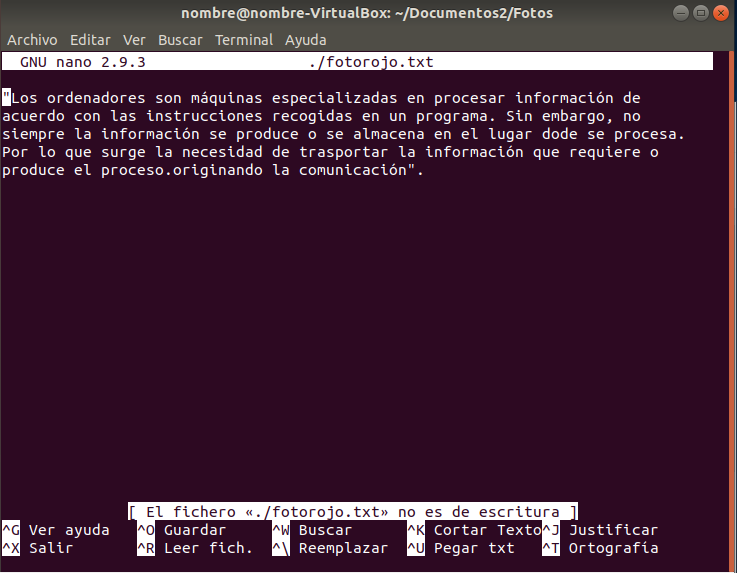 nombre@nombre-VirtualBox: ~/Documentos2/Fotos
Archivo Editar Ver Buscar Terminal Ayuda
GNU nano 2.9.3 ./fotorojo.txt
"Los ordenadores son máquinas especializadas en procesar información de
acuerdo con las instrucciones recogidas en un programa. Sin embargo, no
siempre la información se produce o se almacena en el lugar dode se procesa.
Por lo que surge la necesidad de trasportar la información que requiere o
produce el proceso.originando la comunicación".
[ El fichero «./fotorojo.txt» no es de escritura ]
^G Ver ayuda ^O Guardar ^W Buscar ^K Cortar Texto ^J Justificar
^X Salir ^R Leer fich. ^\ Reemplazar ^U Pegar txt ^T Ortografía